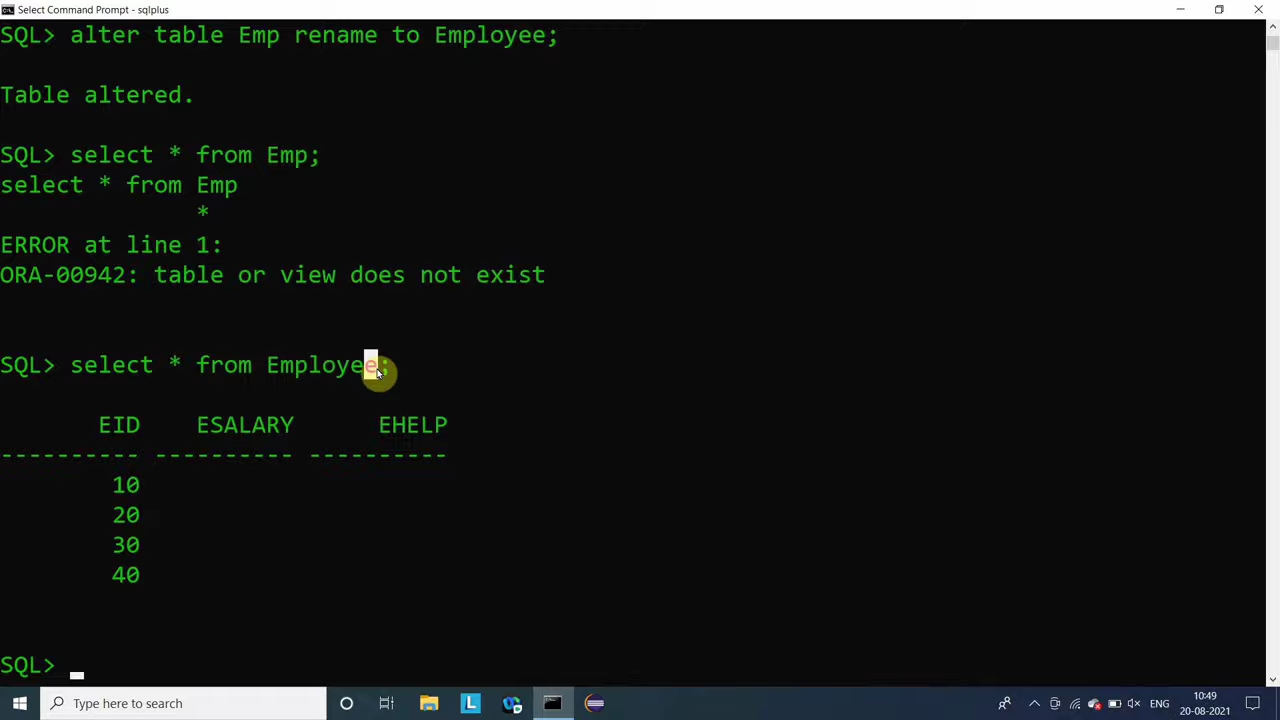 Select Command Prompt - sqlplus
SQL> alter table Emp rename to Employee;
Table altered.
SQL> select * from Emp;
select * from Emp
*
ERROR at line 1:
ORA-00942: table or view does not exist
SQL> select * from Employee;
EID ESALARY EHELP
---------- ---------- ----------
10
20
30
40
SQL>
Type here to search
L
ENG
10:49
20-08-2021